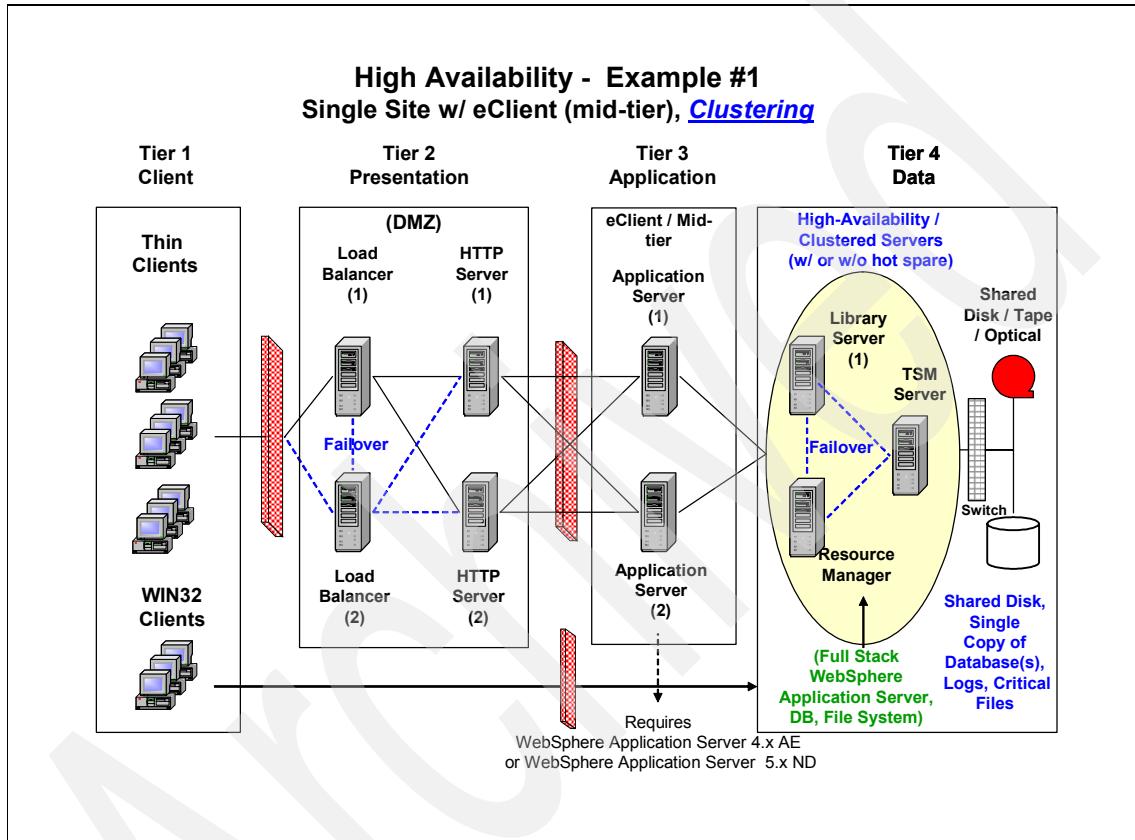 High Availability - Example #1
Single Site w/ eClient (mid-tier), Clustering
Tier 1
Client
Tier 2
Presentation
Tier 3
Application
Tier 4
Data
Thin
Clients
WIN32
Clients
(DMZ)
Load
Balancer
(1)
HTTP
Server
(1)
Failover
Load
Balancer
(2)
HTTP
Server
(2)
eClient / Mid-
tier
Application
Server
(1)
Application
Server
(2)
Requires
WebSphere Application Server 4.x AE
or WebSphere Application Server 5.x ND
High-Availability /
Clustered Servers
(w/ or w/o hot spare)
Library
Server
(1)
TSM
Server
Failover
Resource
Manager
(Full Stack
WebSphere
Application Server,
DB, File System)
Shared
Disk / Tape
/ Optical
Switch
Shared Disk,
Single
Copy of
Database(s),
Logs, Critical
Files
Archived